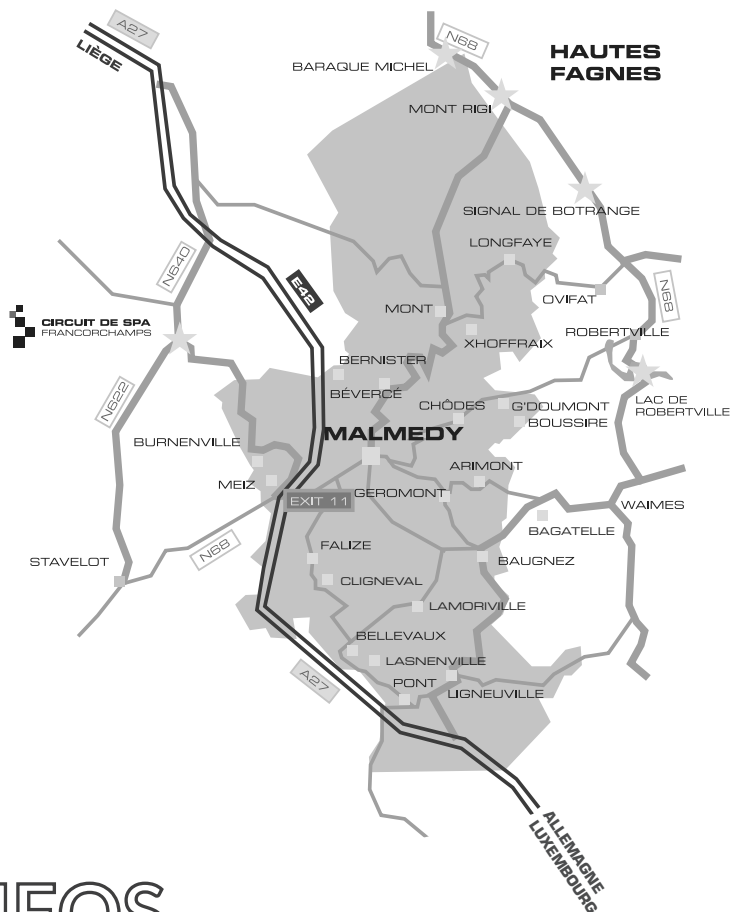 A27
LIÈGE
N68
HAUTES
FAGNES
BARAQUE MICHEL
MONT RIGI
SIGNAL DE BOTRANGE
LONGFAYE
N640
E42
OVIFAT
N68
MONT
CIRCUIT DE SPA
FRANCORCHAMPS
XHOFFRAIX
ROBERTVILLE
BERNISTER
BÉVERCÉ
LAC DE
ROBERTVILLE
N622
CHÔDES
G'DOUMONT
BOUSSIRE
BURNENVILLE
MALMEDY
MEIZ
ARIMONT
EXIT 11
GEROMONT
WAIMES
BAGATELLE
N68
STAVELOT
FALIZE
BAUGNEZ
CLIGNEVAL
LAMORIVILLE
BELLEVAUX
LASNENVILLE
A27
PONT
LIGNEUVILLE
ALLEMAGNE
LUXEMBOURG